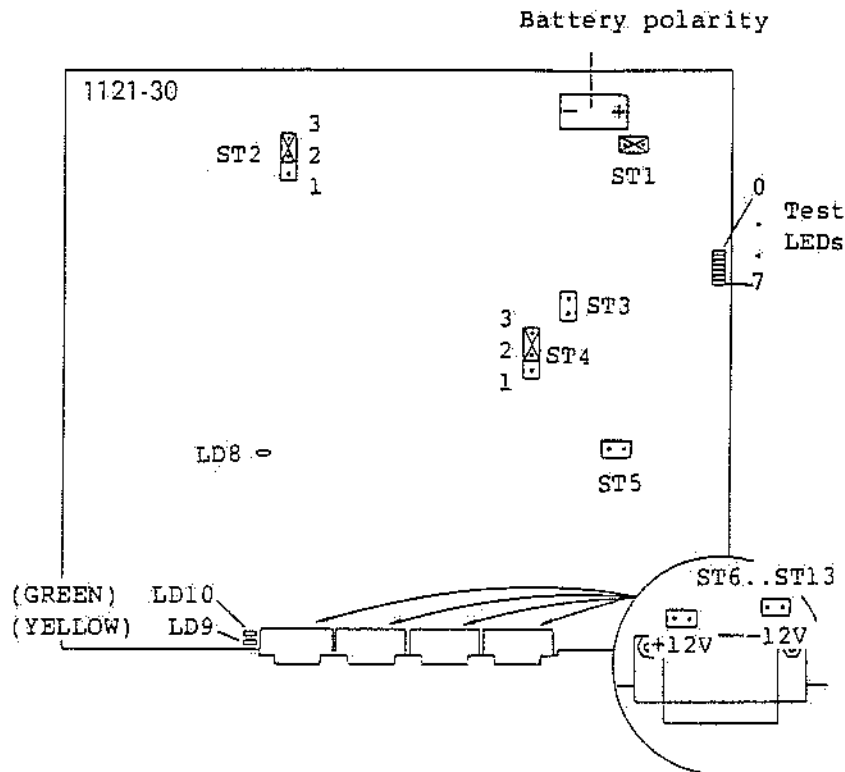 Battery polarity
1121-30
- +
ST2
3
2
1
ST1
0
Test
LEDs
7
ST3
3
2
1
ST4
LD8
ST5
(GREEN) LD10
(YELLOW) LD9
ST6..ST13
+12V
-12V